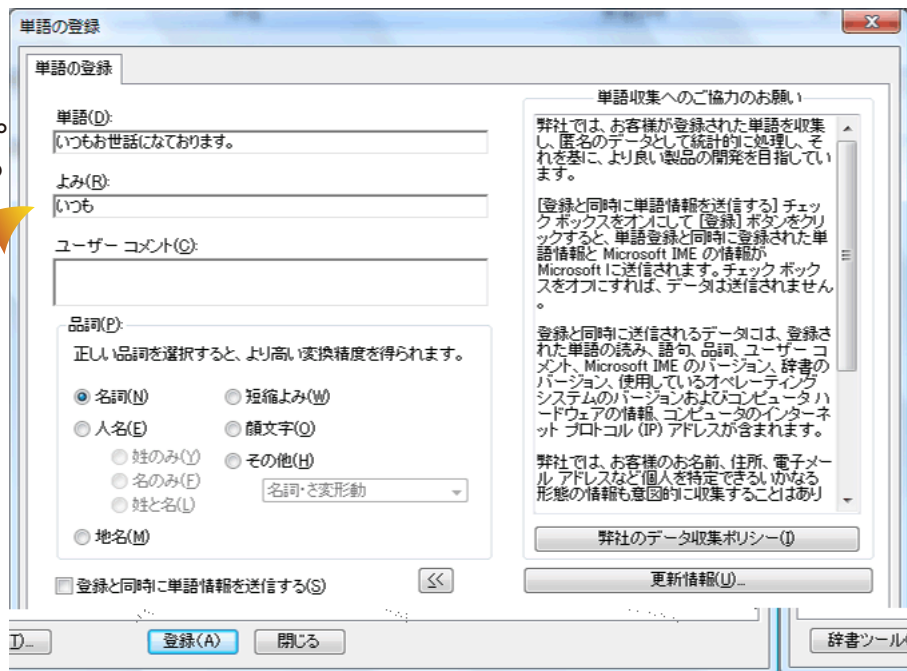 単語の登録
単語の登録
単語(D):
いつもお世話になております。
よみ(R):
いつも
ユーザー コメント(C):
品詞(P):
正しい品詞を選択すると、より高い変換精度を得られます。
名詞(N)
短縮よみ(W)
人名(E)
顔文字(O)
姓のみ(Y)
その他(H)
名のみ(F)
名詞・さ変形動
姓と名(L)
地名(M)
登録と同時に単語情報を送信する(S)
<<
単語収集へのご協力のお願い
弊社では、お客様が登録された単語を収集
し、匿名のデータとして統計的に処理し、そ
れを基に、より良い製品の開発を目指してい
ます。
[登録と同時に単語情報を送信する] チェッ
ク ボックスをオンにして [登録] ボタンをクリ
ックすると、単語登録と同時に登録された単
語情報と Microsoft IME の情報が
Microsoft に送信されます。チェック ボック
スをオフにすれば、データは送信されません
。
登録と同時に送信されるデータには、登録さ
れた単語の読み、語句、品詞、ユーザー コ
メント、Microsoft IME のバージョン、辞書の
バージョン、使用しているオペレーティング
システムのバージョンおよびコンピュータ ハ
ードウェアの情報、コンピュータのインターネ
ット プロトコル (IP) アドレスが含まれます。
弊社では、お客様のお名前、住所、電子メー
ル アドレスなど個人を特定できるいかなる
形態の情報も意図的に収集することはあり
弊社のデータ収集ポリシー(I)
更新情報(U)...
登録(A)
閉じる
辞書ツール